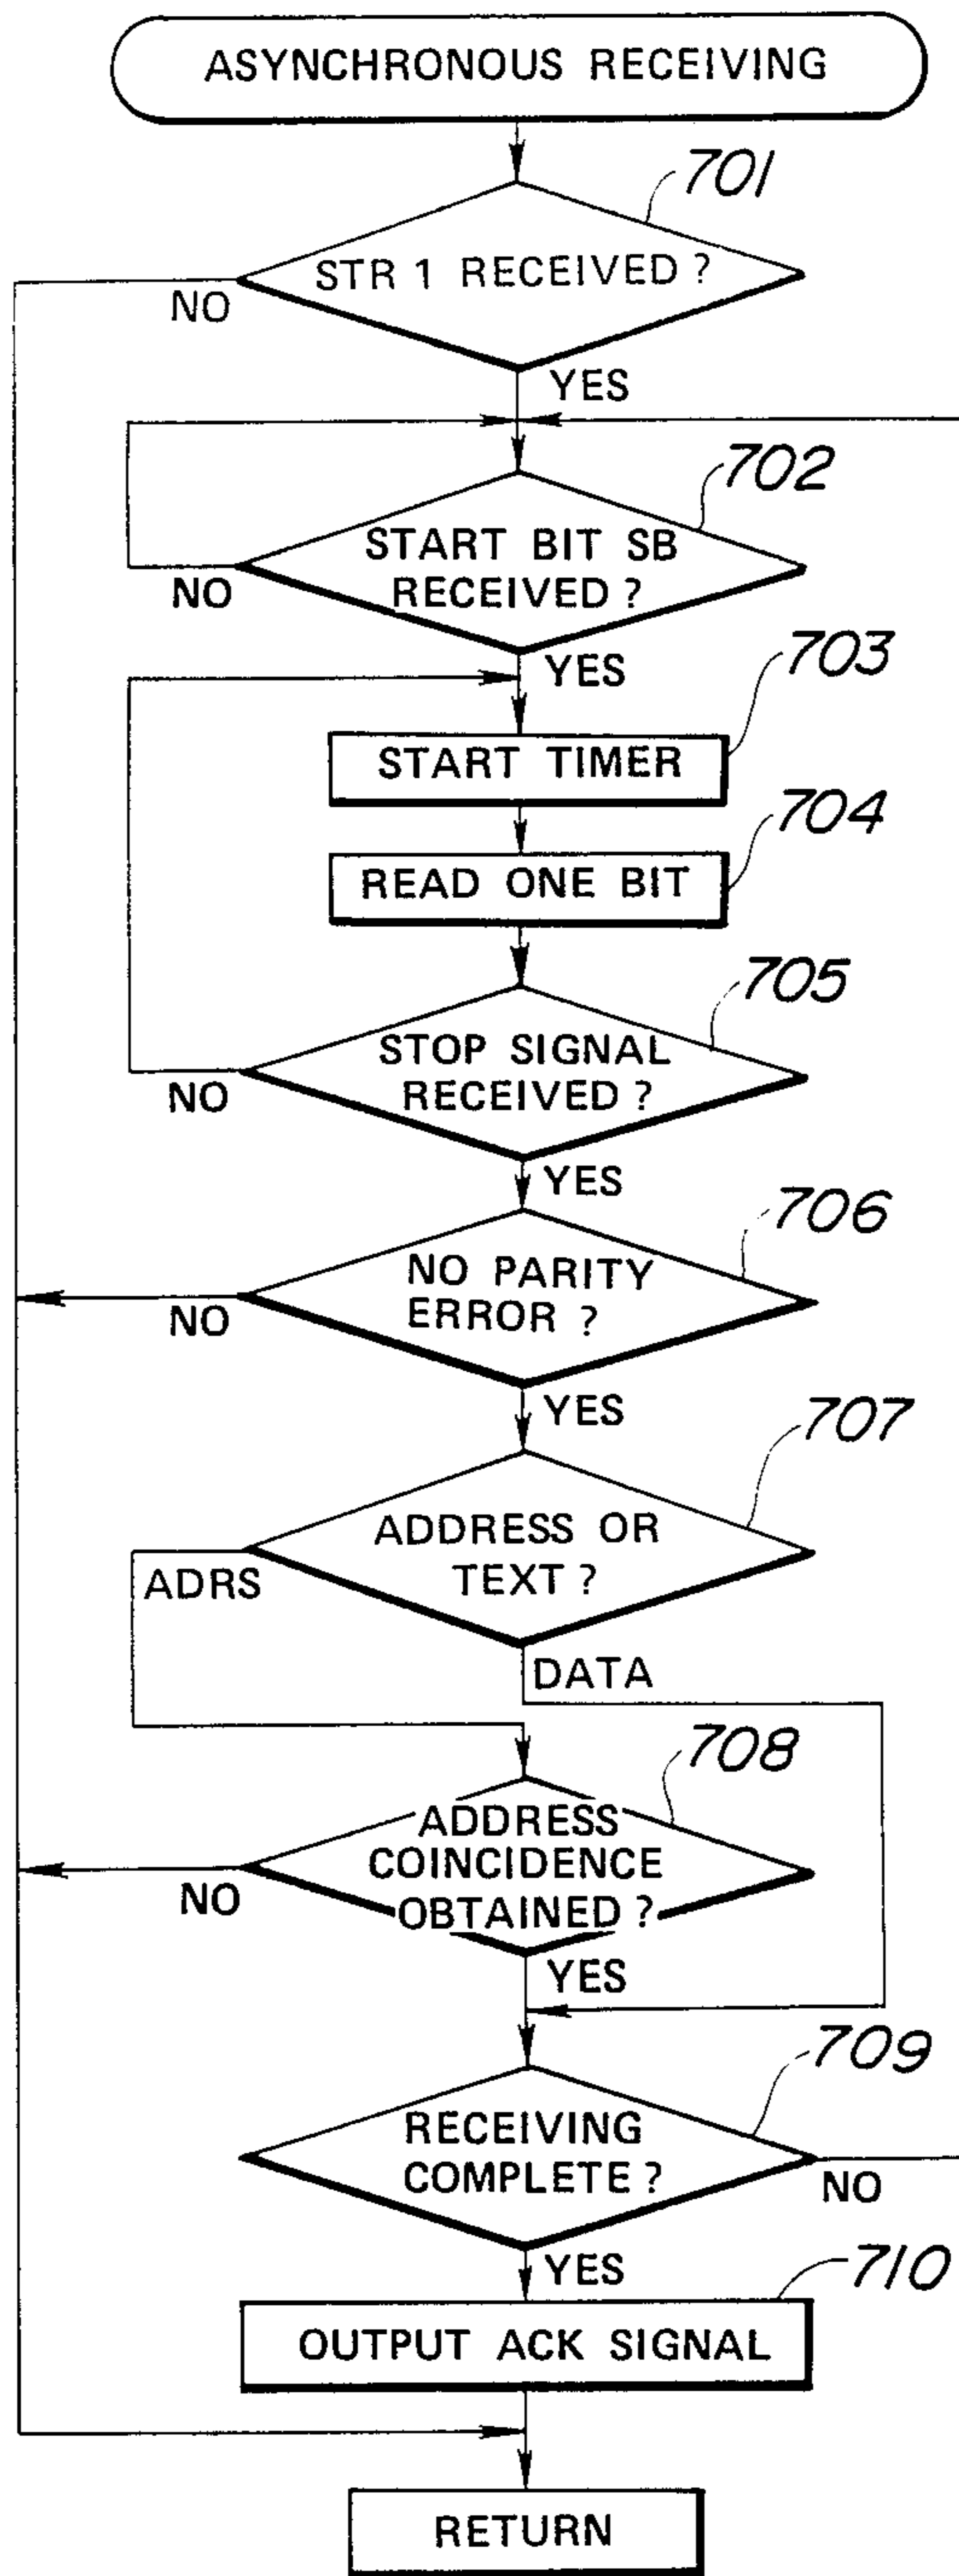 ASYNCHRONOUS RECEIVING
701
STR 1 RECEIVED ?
NO
YES
702
START BIT SB
RECEIVED ?
NO
YES
703
START TIMER
704
READ ONE BIT
705
STOP SIGNAL
RECEIVED ?
NO
YES
706
NO PARITY
ERROR ?
NO
YES
707
ADDRESS OR
TEXT ?
ADRS
DATA
708
ADDRESS
COINCIDENCE
OBTAINED ?
NO
YES
709
RECEIVING
COMPLETE ?
NO
YES
710
OUTPUT ACK SIGNAL
RETURN